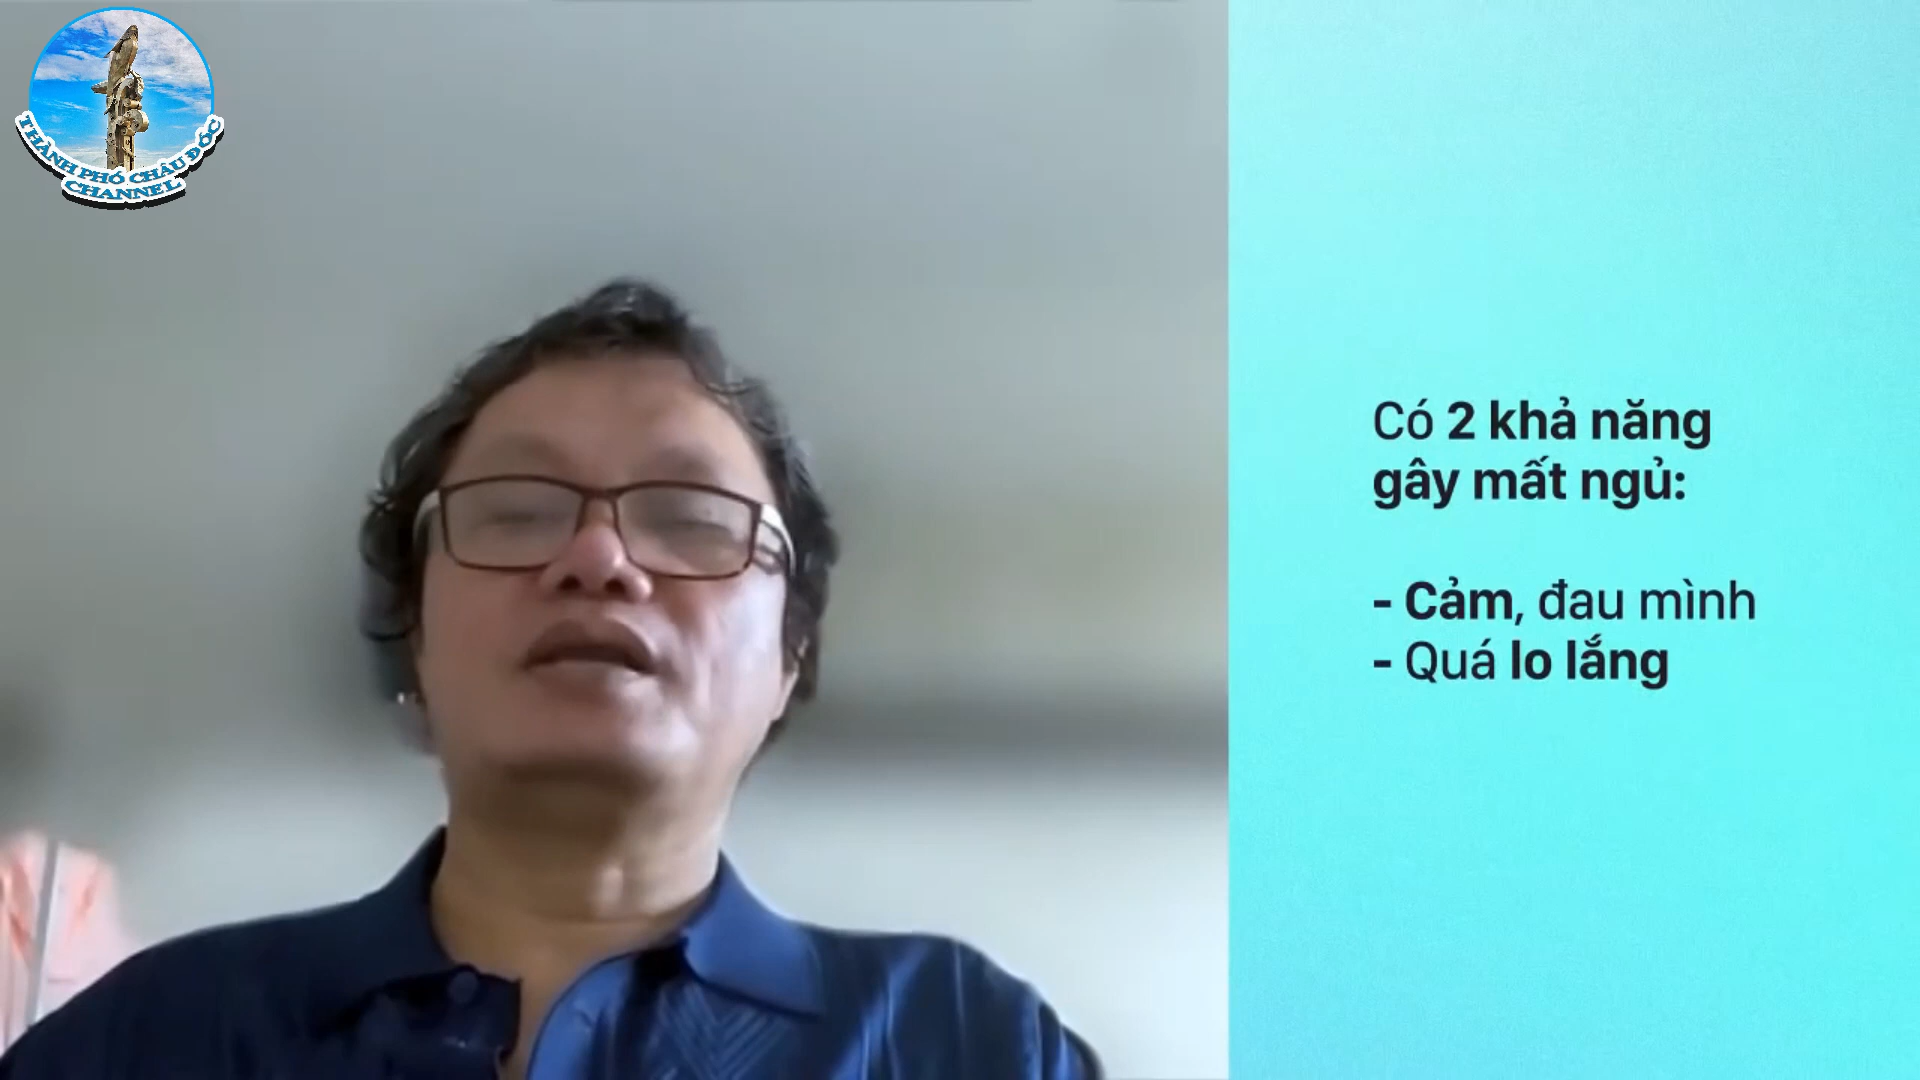 THÀNH PHỐ CHÂU ĐỐC
CHANNEL
Có 2 khả năng
gây mất ngủ:
- Cảm, đau mình
- Quá lo lắng